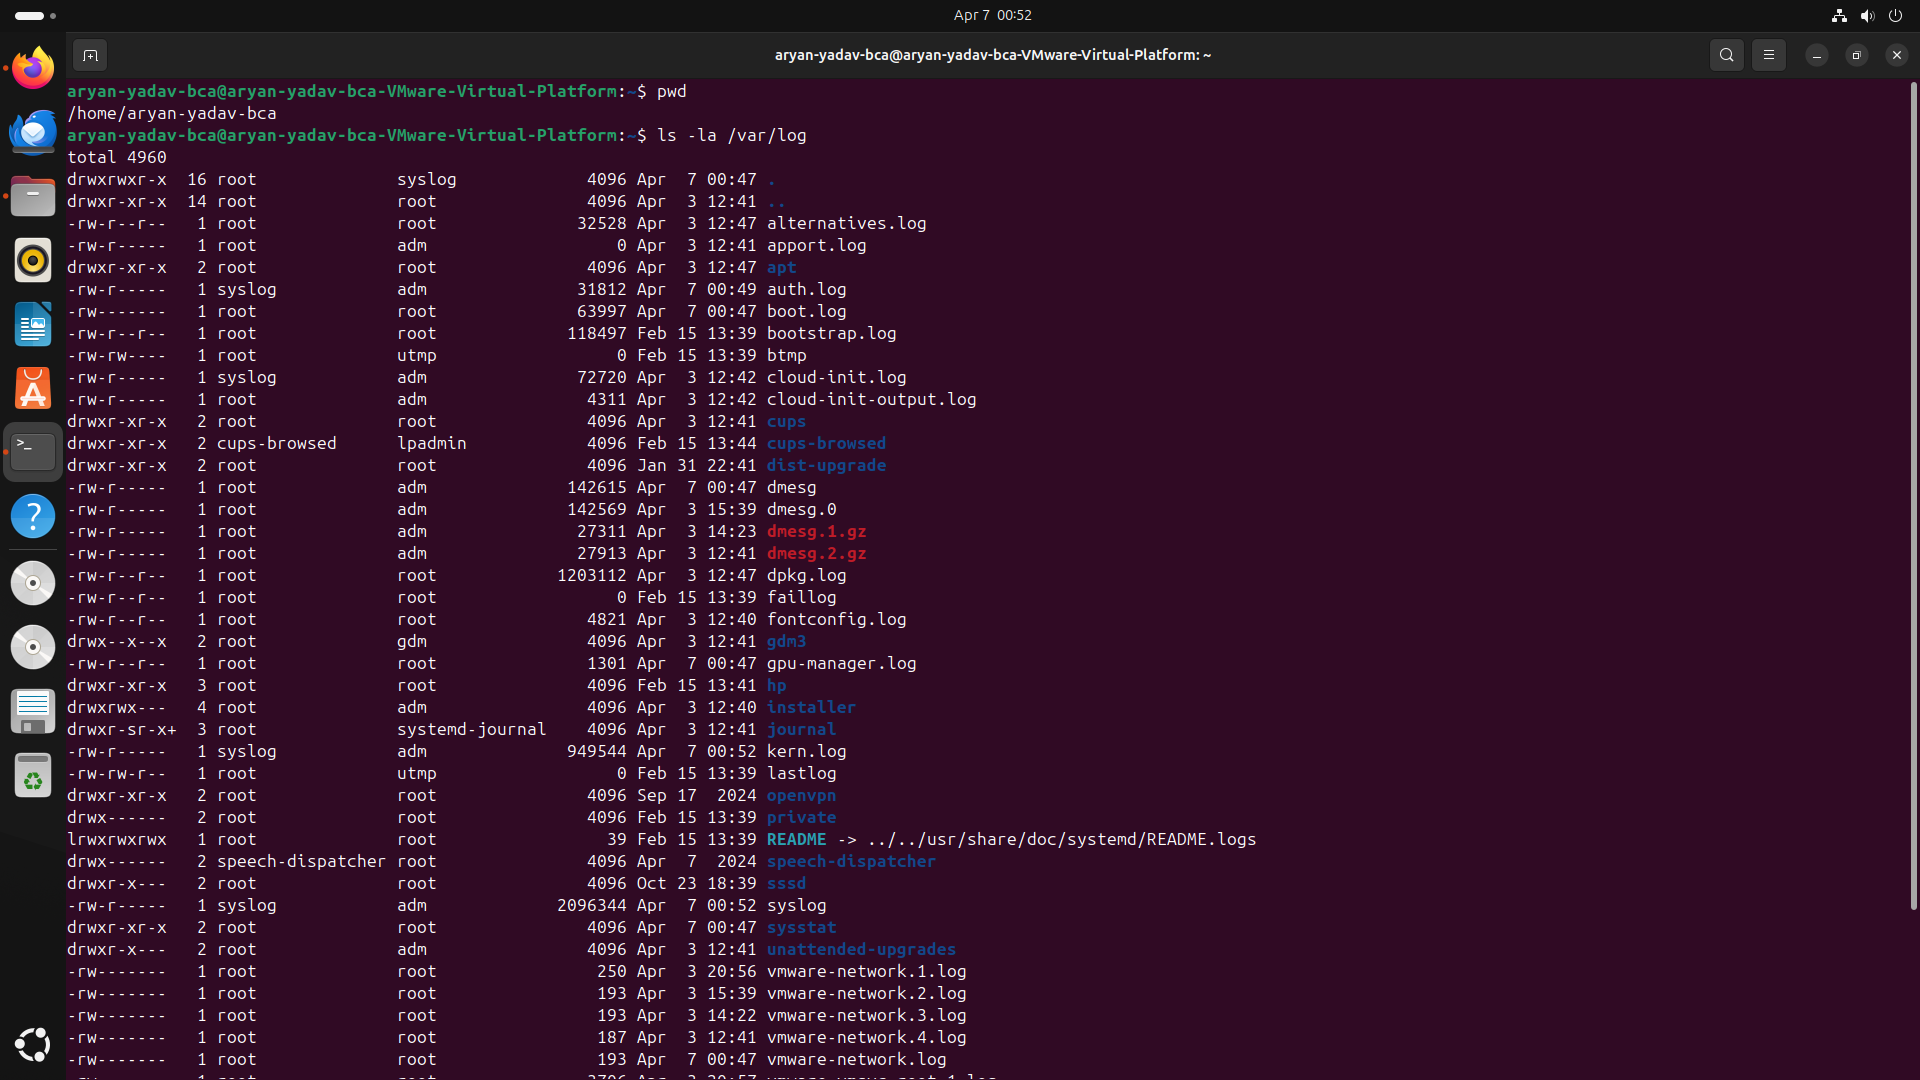 Apr 7 00:52
aryan-yadav-bca@aryan-yadav-bca-VMware-Virtual-Platform: ~
aryan-yadav-bca@aryan-yadav-bca-VMware-Virtual-Platform:~$ pwd
/home/aryan-yadav-bca
aryan-yadav-bca@aryan-yadav-bca-VMware-Virtual-Platform:~$ ls -la /var/log
total 4960
drwxrwxr-x  16 root              syslog             4096 Apr  7 00:47 .
drwxr-xr-x  14 root              root               4096 Apr  3 12:41 ..
-rw-r--r--   1 root              root              32528 Apr  3 12:47 alternatives.log
-rw-r-----   1 root              adm                   0 Apr  3 12:41 apport.log
drwxr-xr-x   2 root              root               4096 Apr  3 12:47 apt
-rw-r-----   1 syslog            adm               31812 Apr  7 00:49 auth.log
-rw-------   1 root              root              63997 Apr  7 00:47 boot.log
-rw-r--r--   1 root              root             118497 Feb 15 13:39 bootstrap.log
-rw-rw----   1 root              utmp                  0 Feb 15 13:39 btmp
-rw-r-----   1 syslog            adm               72720 Apr  3 12:42 cloud-init.log
-rw-r-----   1 root              adm                4311 Apr  3 12:42 cloud-init-output.log
drwxr-xr-x   2 root              root               4096 Apr  3 12:41 cups
drwxr-xr-x   2 cups-browsed      lpadmin            4096 Feb 15 13:44 cups-browsed
drwxr-xr-x   2 root              root               4096 Jan 31 22:41 dist-upgrade
-rw-r-----   1 root              adm              142615 Apr  7 00:47 dmesg
-rw-r-----   1 root              adm              142569 Apr  3 15:39 dmesg.0
-rw-r-----   1 root              adm               27311 Apr  3 14:23 dmesg.1.gz
-rw-r-----   1 root              adm               27913 Apr  3 12:41 dmesg.2.gz
-rw-r--r--   1 root              root            1203112 Apr  3 12:47 dpkg.log
-rw-r--r--   1 root              root                  0 Feb 15 13:39 faillog
-rw-r--r--   1 root              root               4821 Apr  3 12:40 fontconfig.log
drwx--x--x   2 root              gdm                4096 Apr  3 12:41 gdm3
-rw-r--r--   1 root              root               1301 Apr  7 00:47 gpu-manager.log
drwxr-xr-x   3 root              root               4096 Feb 15 13:41 hp
drwxrwx---   4 root              adm                4096 Apr  3 12:40 installer
drwxr-sr-x+  3 root              systemd-journal    4096 Apr  3 12:41 journal
-rw-r-----   1 syslog            adm              949544 Apr  7 00:52 kern.log
-rw-rw-r--   1 root              utmp                  0 Feb 15 13:39 lastlog
drwxr-xr-x   2 root              root               4096 Sep 17  2024 openvpn
drwx------   2 root              root               4096 Feb 15 13:39 private
lrwxrwxrwx   1 root              root                 39 Feb 15 13:39 README -> ../../usr/share/doc/systemd/README.logs
drwx------   2 speech-dispatcher root               4096 Apr  7  2024 speech-dispatcher
drwxr-x---   2 root              root               4096 Oct 23 18:39 sssd
-rw-r-----   1 syslog            adm             2096344 Apr  7 00:52 syslog
drwxr-xr-x   2 root              root               4096 Apr  7 00:47 sysstat
drwxr-x---   2 root              adm                4096 Apr  3 12:41 unattended-upgrades
-rw-------   1 root              root                250 Apr  3 20:56 vmware-network.1.log
-rw-------   1 root              root                193 Apr  3 15:39 vmware-network.2.log
-rw-------   1 root              root                193 Apr  3 14:22 vmware-network.3.log
-rw-------   1 root              root                187 Apr  3 12:41 vmware-network.4.log
-rw-------   1 root              root                193 Apr  7 00:47 vmware-network.log